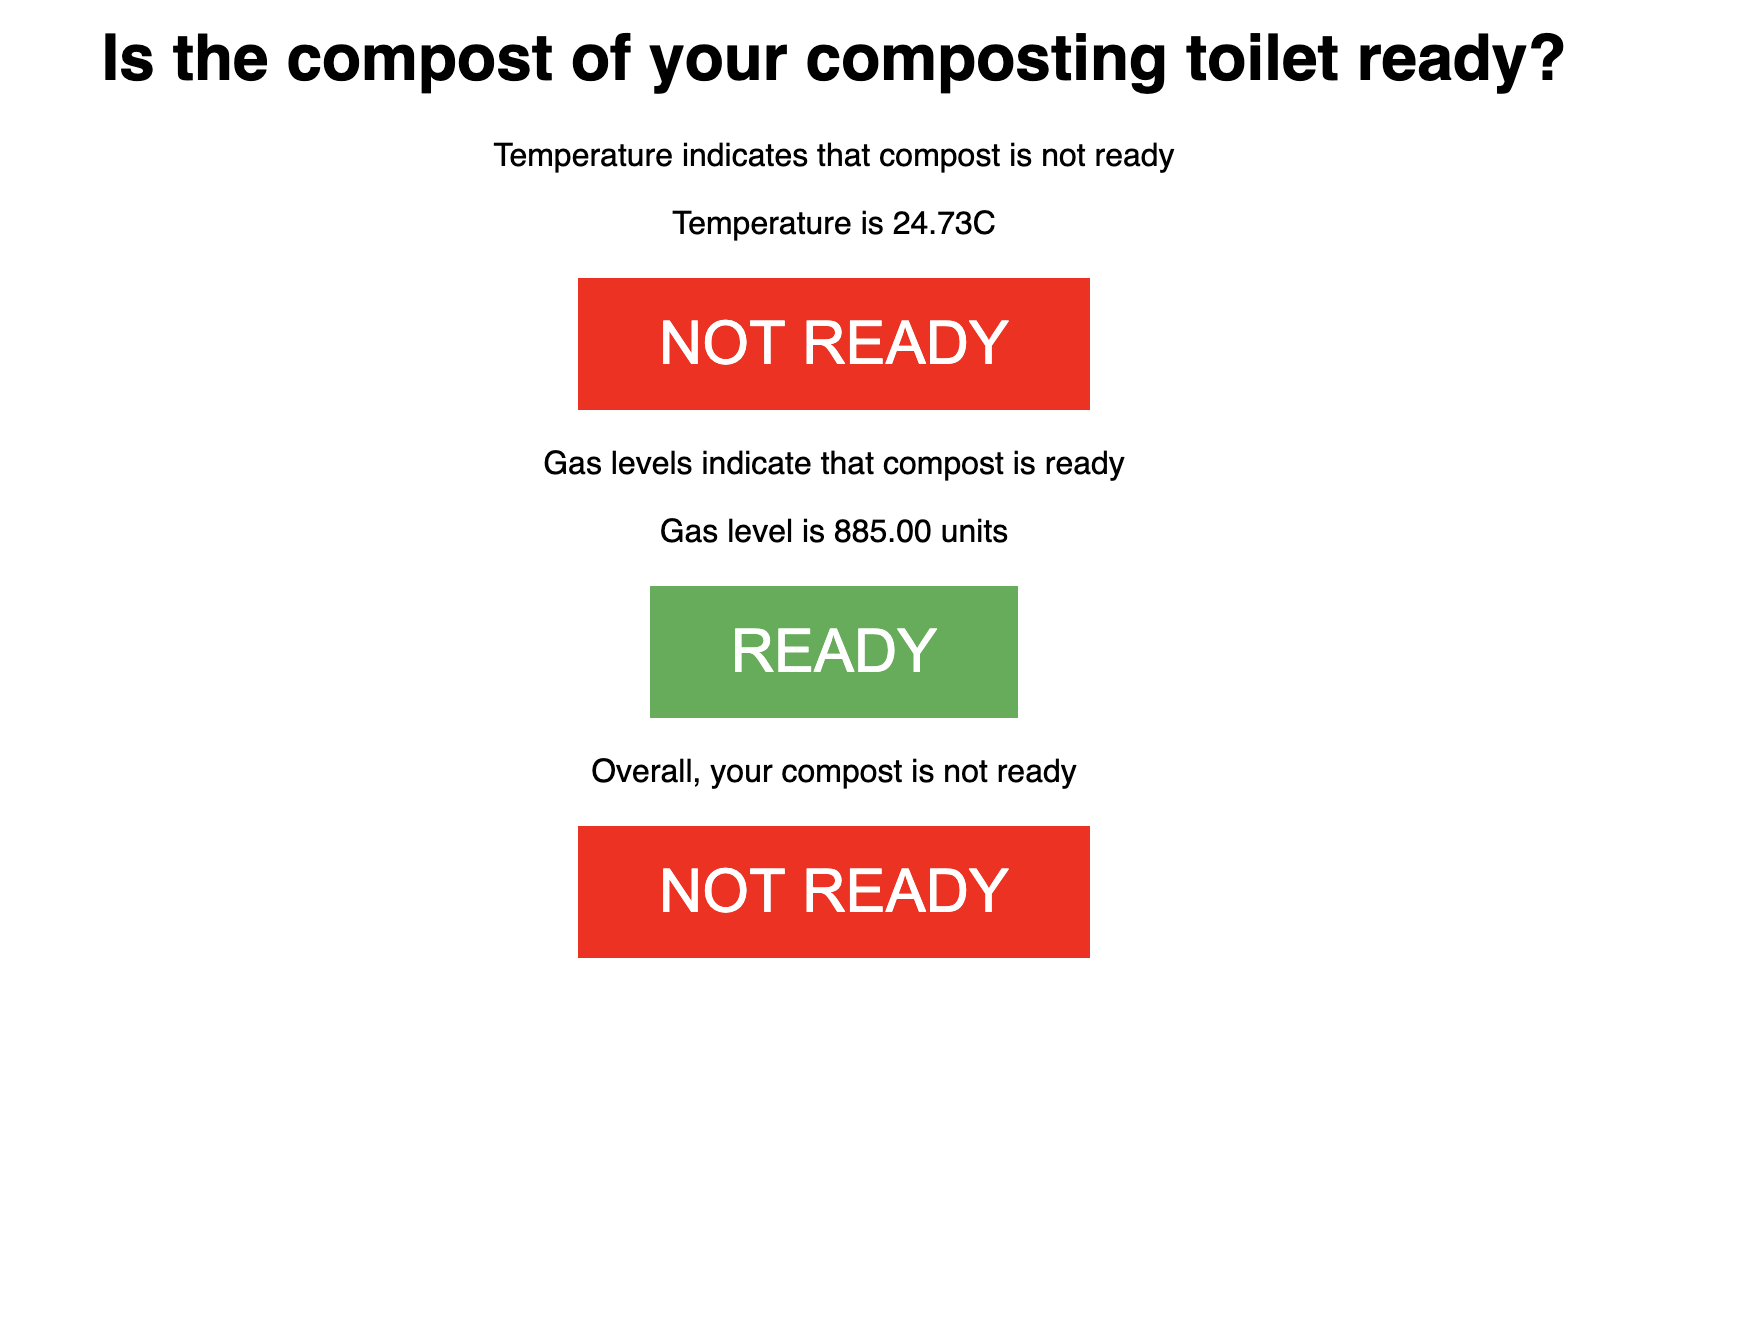 Is the compost of your composting toilet ready?
Temperature indicates that compost is not ready
Temperature is 24.73C
NOT READY
Gas levels indicate that compost is ready
Gas level is 885.00 units
READY
Overall, your compost is not ready
NOT READY